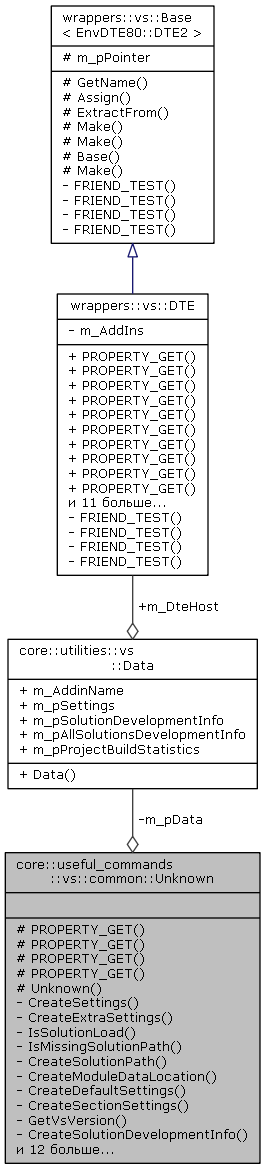 wrappers::vs::Base
< EnvDTE80::DTE2 >
# m_pPointer
# GetName()
# Assign()
# ExtractFrom()
# Make()
# Make()
# Base()
# Make()
- FRIEND_TEST()
- FRIEND_TEST()
- FRIEND_TEST()
- FRIEND_TEST()
wrappers::vs::DTE
- m_AddIns
+ PROPERTY_GET()
+ PROPERTY_GET()
+ PROPERTY_GET()
+ PROPERTY_GET()
+ PROPERTY_GET()
+ PROPERTY_GET()
+ PROPERTY_GET()
+ PROPERTY_GET()
+ PROPERTY_GET()
+ PROPERTY_GET()
и 11 больше...
- FRIEND_TEST()
- FRIEND_TEST()
- FRIEND_TEST()
- FRIEND_TEST()
+m_DteHost
core::utilities::vs
::Data
+ m_AddinName
+ m_pSettings
+ m_pSolutionDevelopmentInfo
+ m_pAllSolutionsDevelopmentInfo
+ m_pProjectBuildStatistics
+ Data()
-m_pData
core::useful_commands
::vs::common::Unknown
# PROPERTY_GET()
# PROPERTY_GET()
# PROPERTY_GET()
# PROPERTY_GET()
# Unknown()
- CreateSettings()
- CreateExtraSettings()
- IsSolutionLoad()
- IsMissingSolutionPath()
- CreateSolutionPath()
- CreateModuleDataLocation()
- CreateDefaultSettings()
- CreateSectionSettings()
- GetVsVersion()
- CreateSolutionDevelopmentInfo()
и 12 больше...